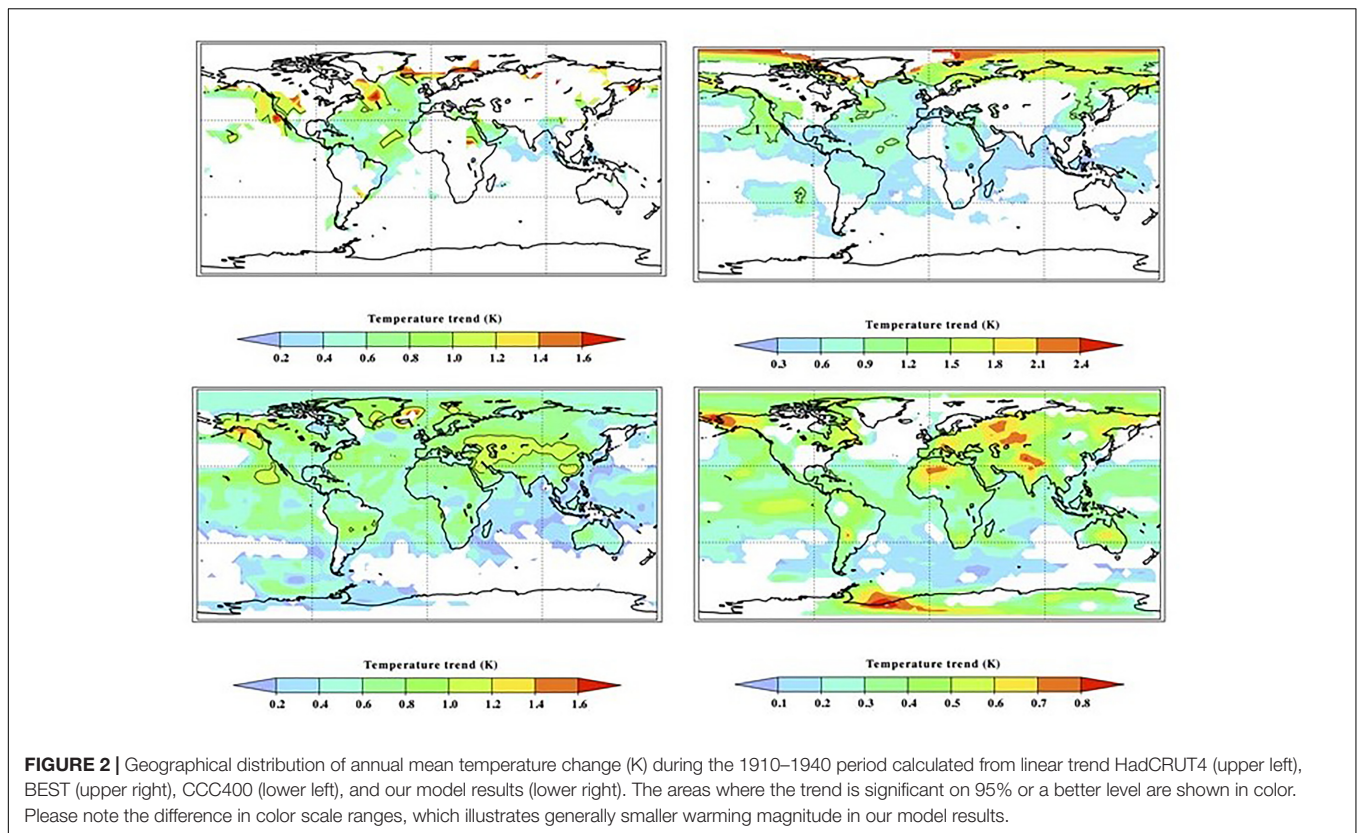 Temperature trend (K)
0.2 0.4 0.6 0.8 1.0 1.2 1.4 1.6
1
1
Temperature trend (K)
0.3 0.6 0.9 1.2 1.5 1.8 2.1 2.4
Temperature trend (K)
0.2 0.4 0.6 0.8 1.0 1.2 1.4 1.6
Temperature trend (K)
0.1 0.2 0.3 0.4 0.5 0.6 0.7 0.8
FIGURE 2 | Geographical distribution of annual mean temperature change (K) during the 1910–1940 period calculated from linear trend HadCRUT4 (upper left),
BEST (upper right), CCC400 (lower left), and our model results (lower right). The areas where the trend is significant on 95% or a better level are shown in color.
Please note the difference in color scale ranges, which illustrates generally smaller warming magnitude in our model results.